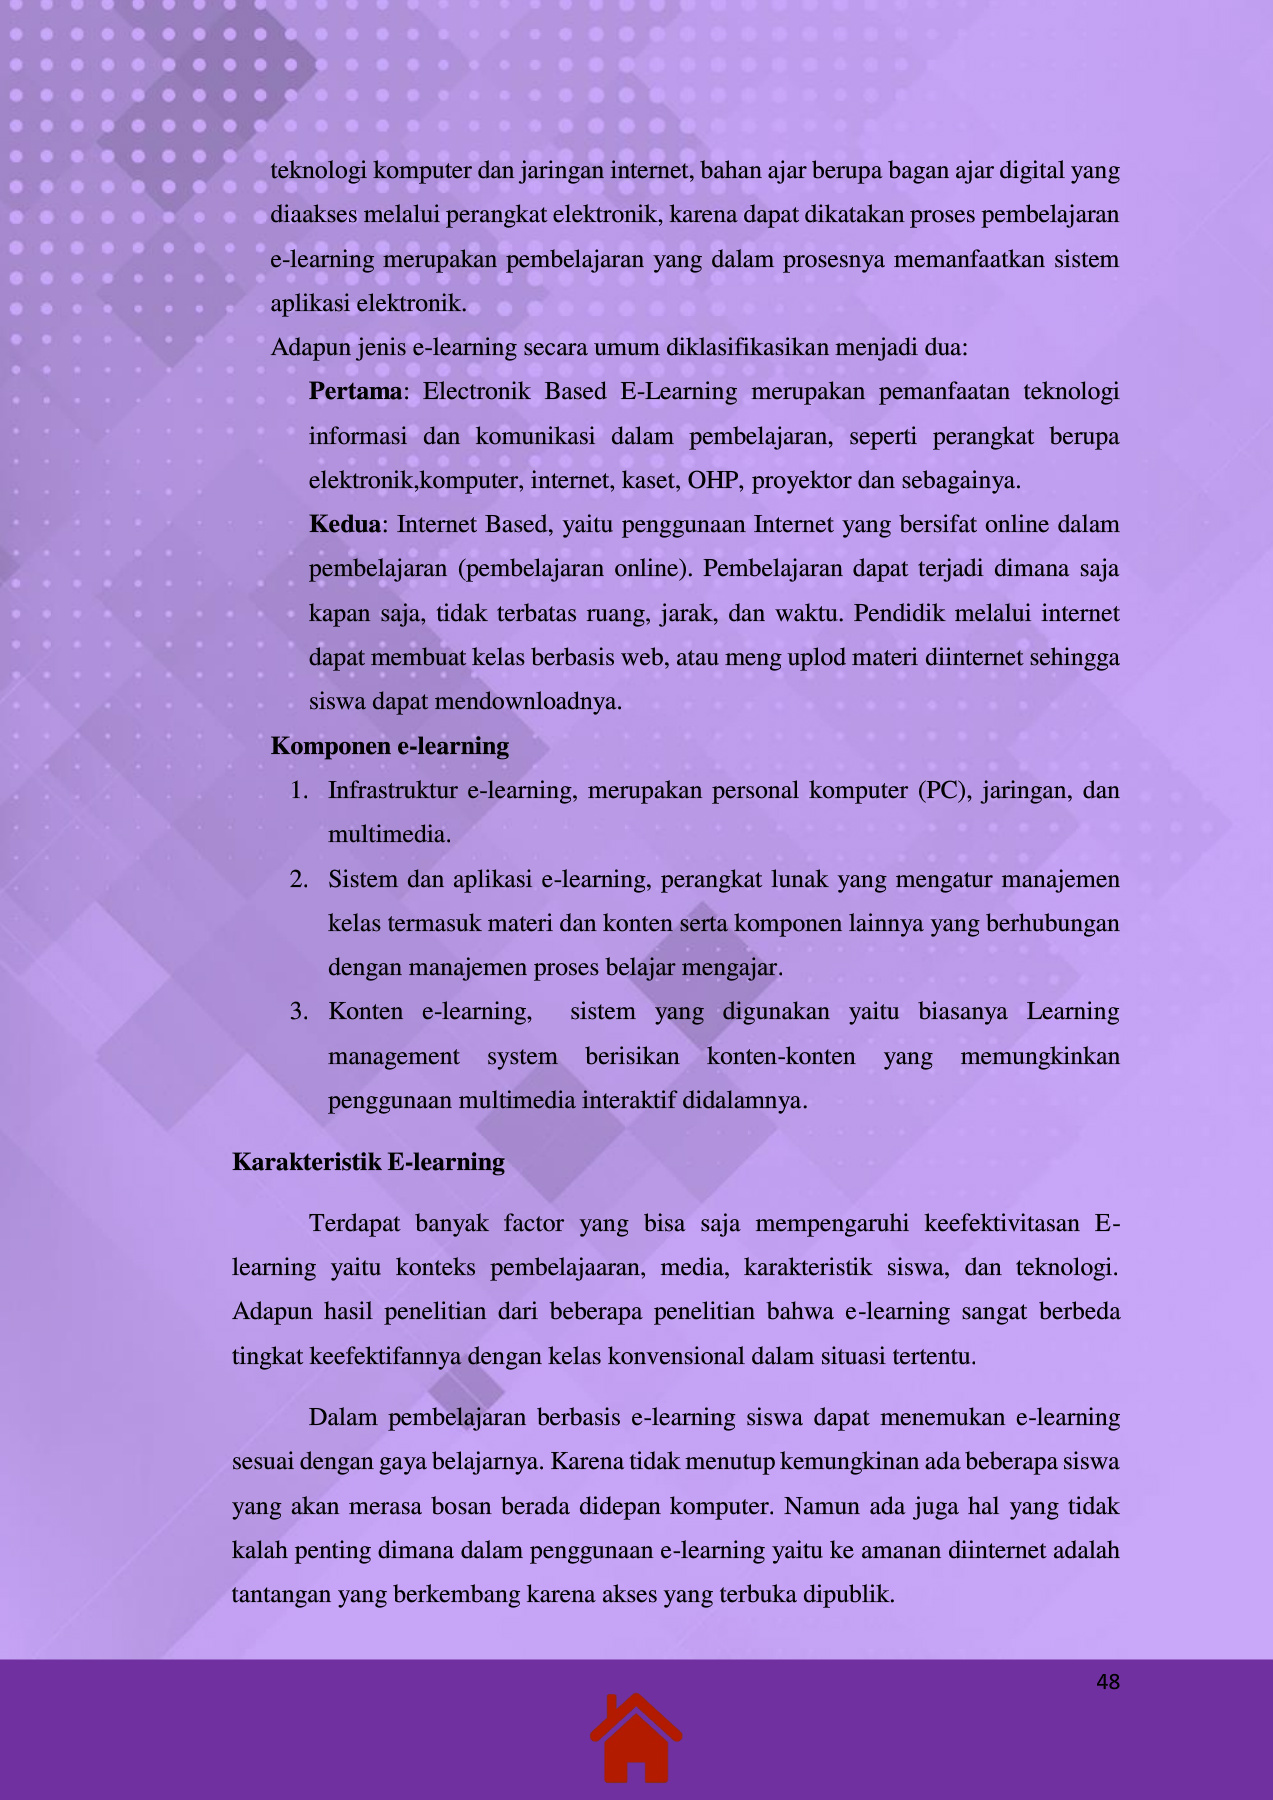 teknologi komputer dan jaringan internet, bahan ajar berupa bagan ajar digital yang
diaakses melalui perangkat elektronik, karena dapat dikatakan proses pembelajaran
e-learning merupakan pembelajaran yang dalam prosesnya memanfaatkan sistem
aplikasi elektronik.
Adapun jenis e-learning secara umum diklasifikasikan menjadi dua:
Pertama: Electronik Based E-Learning merupakan pemanfaatan teknologi
informasi dan komunikasi dalam pembelajaran, seperti perangkat berupa
elektronik,komputer, internet, kaset, OHP, proyektor dan sebagainya.
Kedua: Internet Based, yaitu penggunaan Internet yang bersifat online dalam
pembelajaran (pembelajaran online). Pembelajaran dapat terjadi dimana saja
kapan saja, tidak terbatas ruang, jarak, dan waktu. Pendidik melalui internet
dapat membuat kelas berbasis web, atau meng uplod materi diinternet sehingga
siswa dapat mendownloadnya.
Komponen e-learning
1. Infrastruktur e-learning, merupakan personal komputer (PC), jaringan, dan
multimedia.
2. Sistem dan aplikasi e-learning, perangkat lunak yang mengatur manajemen
kelas termasuk materi dan konten serta komponen lainnya yang berhubungan
dengan manajemen proses belajar mengajar.
3. Konten e-learning, sistem yang digunakan yaitu biasanya Learning
management system berisikan konten-konten yang memungkinkan
penggunaan multimedia interaktif didalamnya.
Karakteristik E-learning
Terdapat banyak factor yang bisa saja mempengaruhi keefektivitasan E-
learning yaitu konteks pembelajaaran, media, karakteristik siswa, dan teknologi.
Adapun hasil penelitian dari beberapa penelitian bahwa e-learning sangat berbeda
tingkat keefektifannya dengan kelas konvensional dalam situasi tertentu.
Dalam pembelajaran berbasis e-learning siswa dapat menemukan e-learning
sesuai dengan gaya belajarnya. Karena tidak menutup kemungkinan ada beberapa siswa
yang akan merasa bosan berada didepan komputer. Namun ada juga hal yang tidak
kalah penting dimana dalam penggunaan e-learning yaitu ke amanan diinternet adalah
tantangan yang berkembang karena akses yang terbuka dipublik.
48